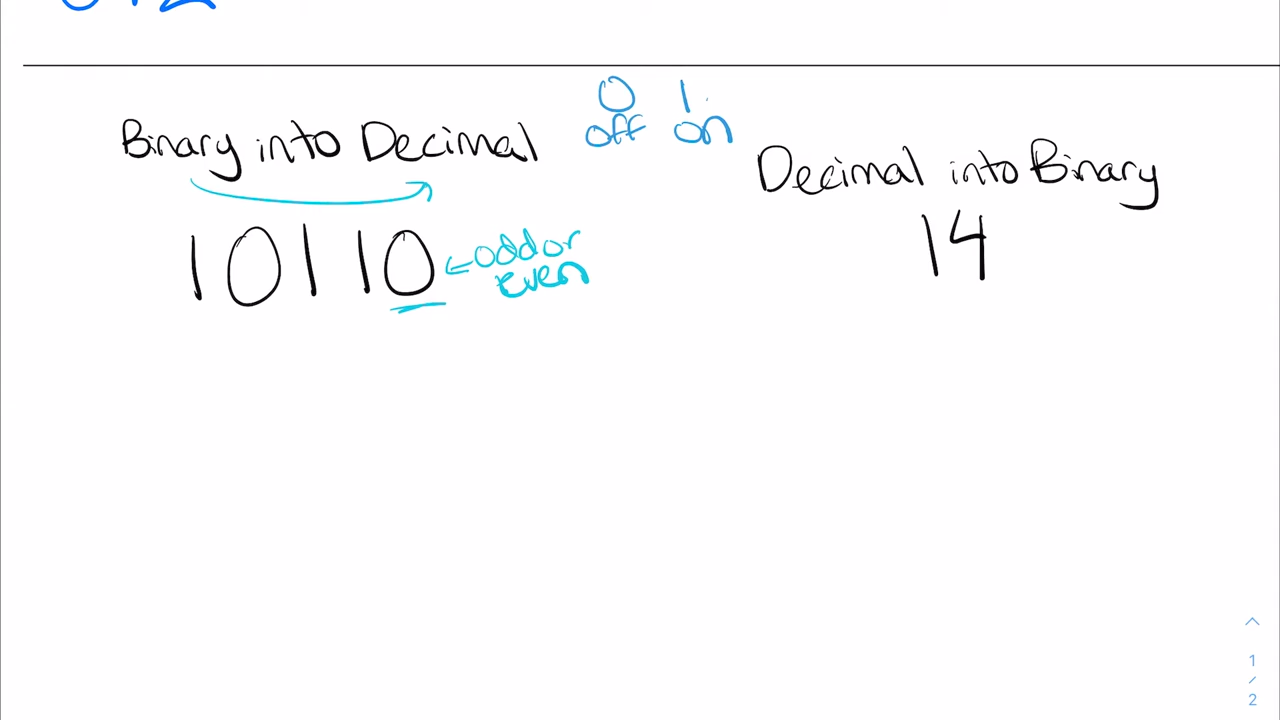 0 1
off on
Binary into Decimal
10110
← odd or
even
Decimal into Binary
14
1
/
2